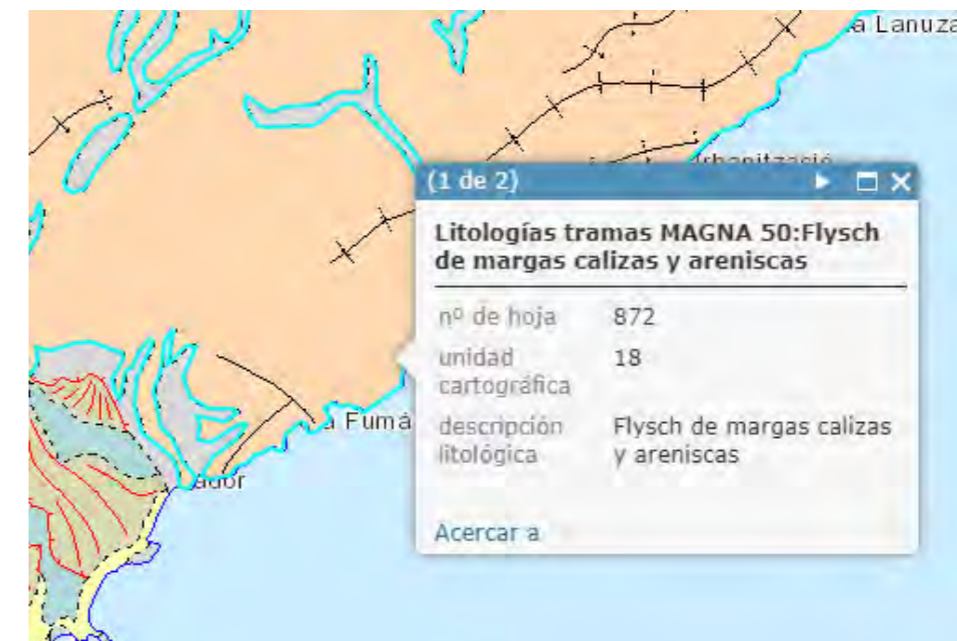 a Lanuza
Urbanització
(1 de 2)
Litologías tramas MAGNA 50:Flysch
de margas calizas y areniscas
nº de hoja 872
unidad 18
cartográfica
descripción Flysch de margas calizas
litológica y areniscas
a Fumá
ador
Acercar a